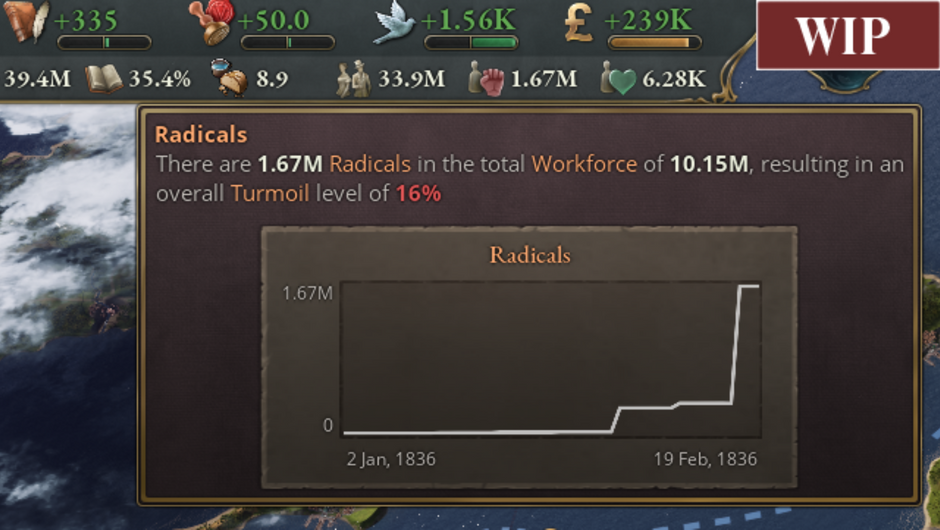 +335 +50.0 +1.56K +239K WIP
39.4M 35.4% 8.9 33.9M 1.67M 6.28K
Radicals
There are 1.67M Radicals in the total Workforce of 10.15M, resulting in an
overall Turmoil level of 16%
Radicals
1.67M
0
2 Jan, 1836 19 Feb, 1836